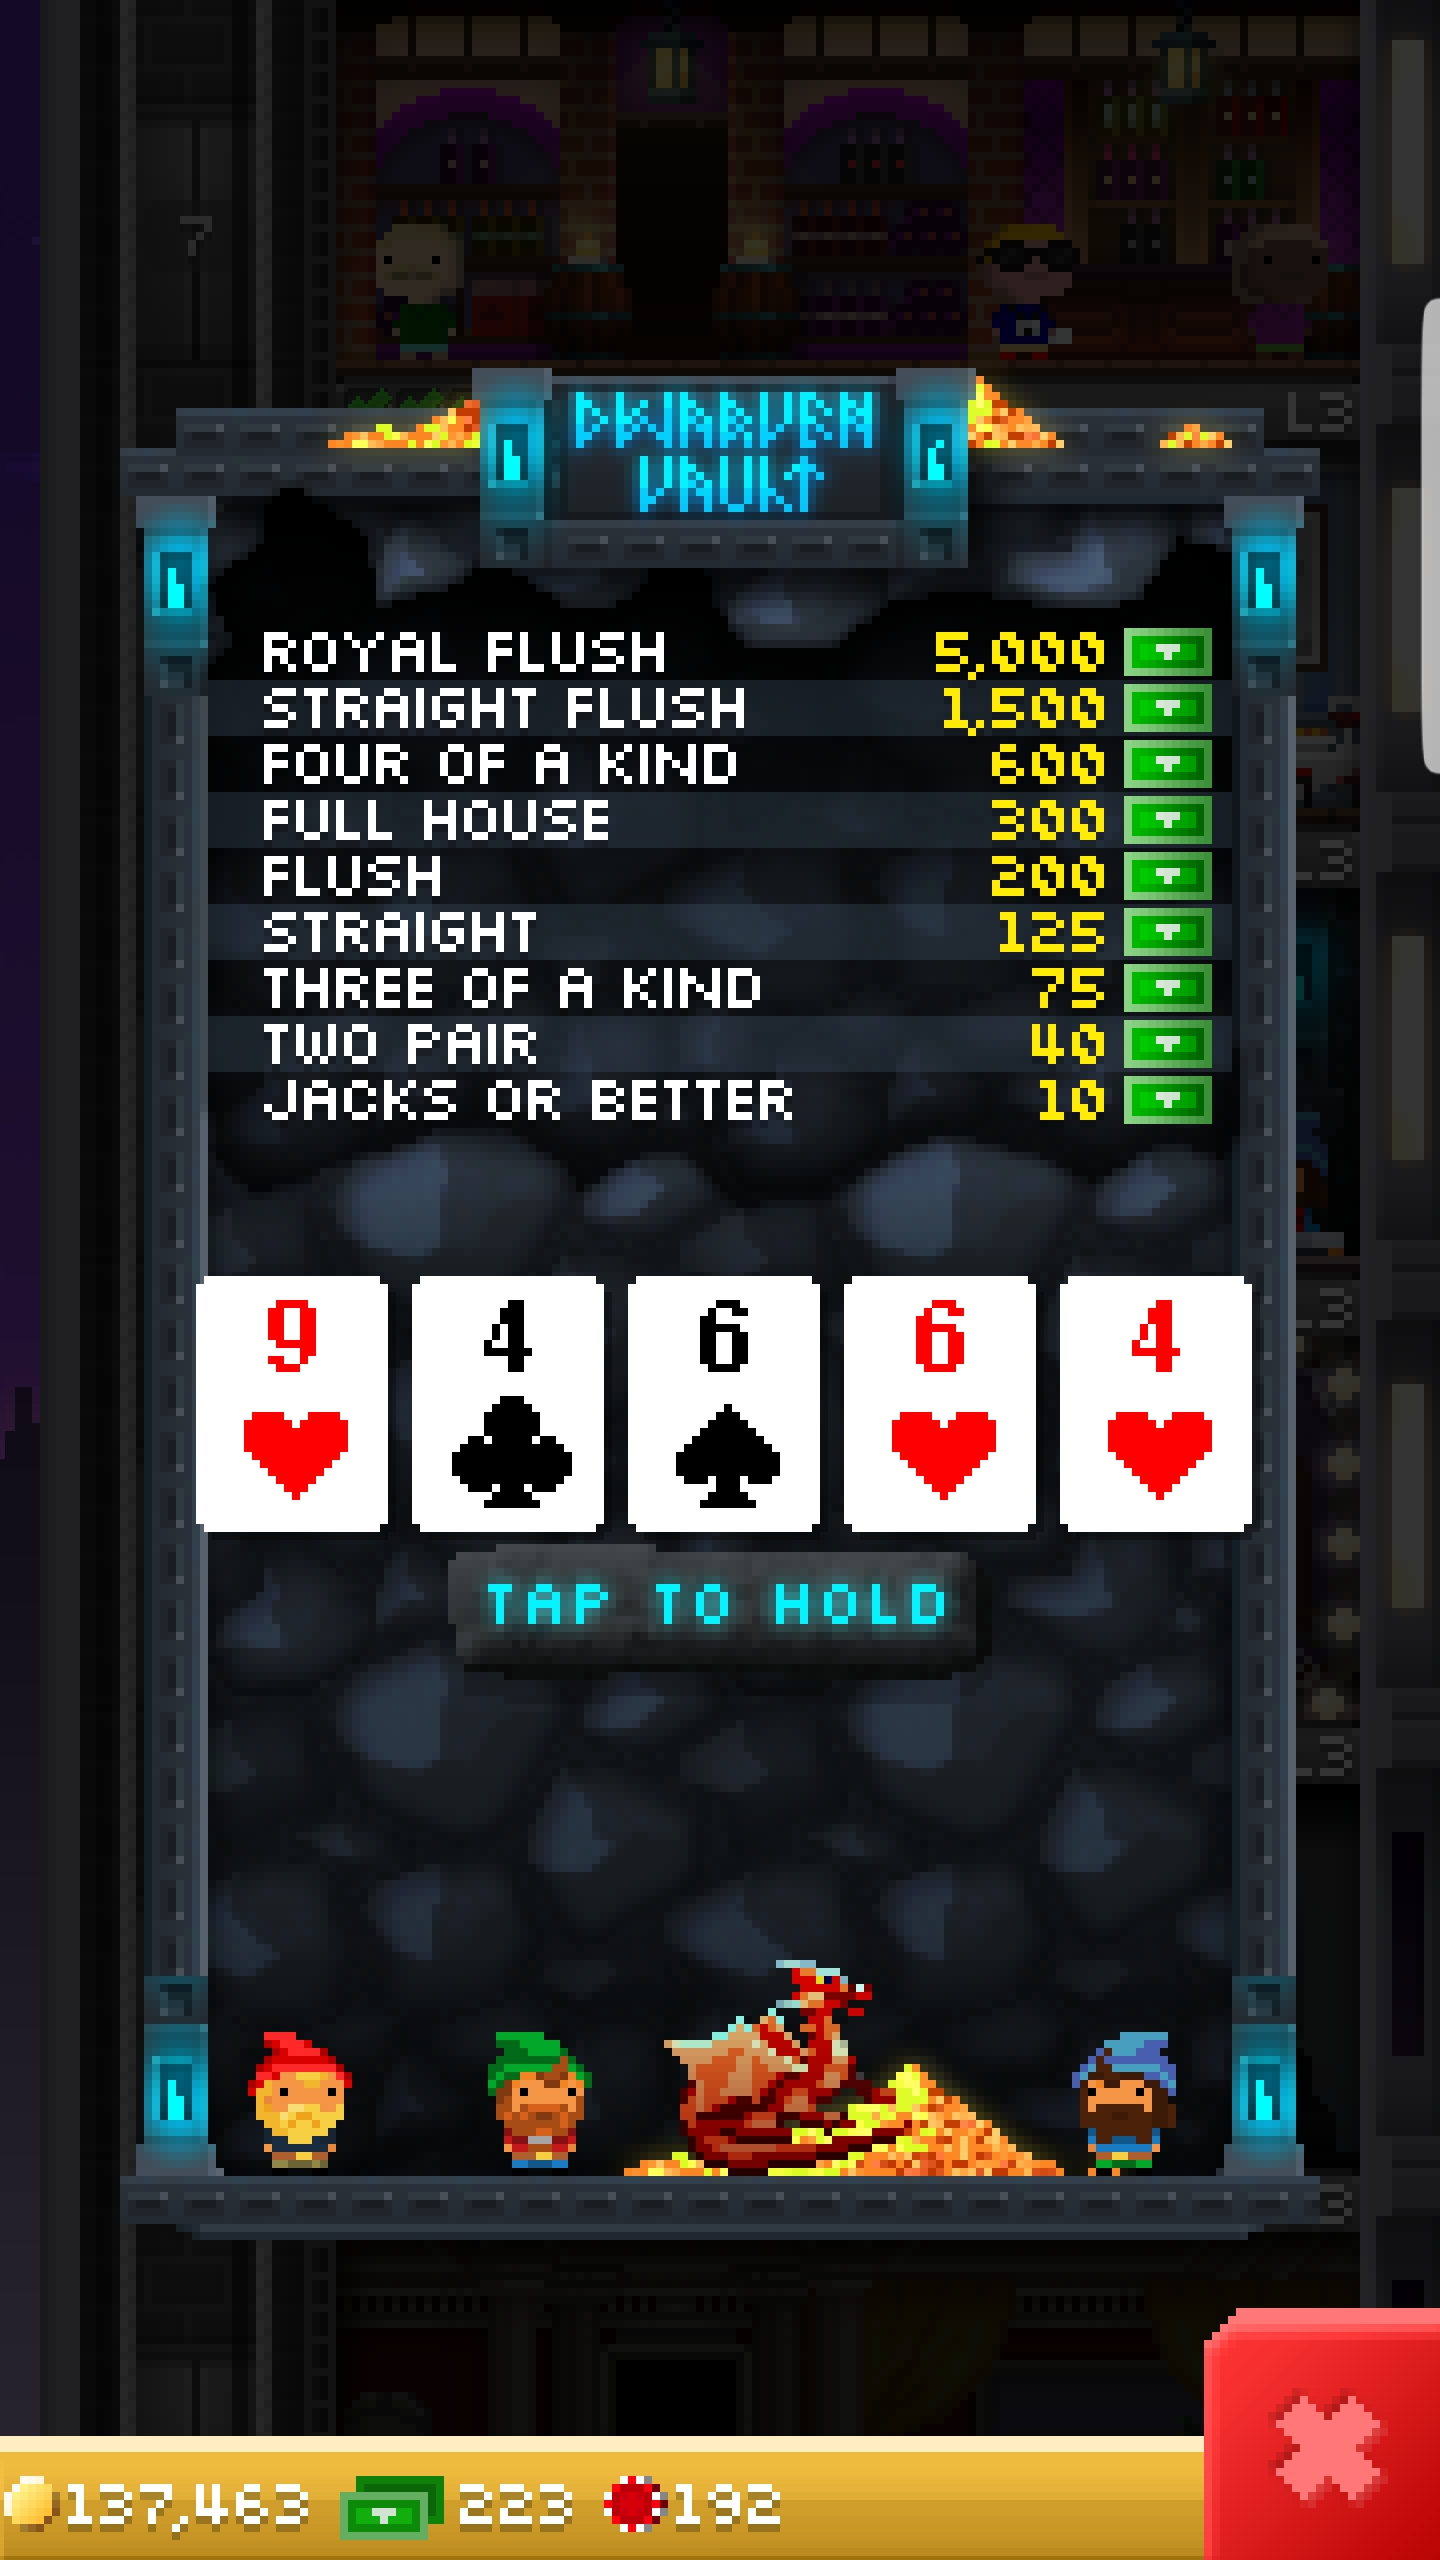 7
L3
DWARVEN
VAULT
ROYAL FLUSH 5,000
STRAIGHT FLUSH 1,500
FOUR OF A KIND 600
FULL HOUSE 300
FLUSH 200
STRAIGHT 125
THREE OF A KIND 75
TWO PAIR 40
JACKS OR BETTER 10
9 4 6 6 4
TAP TO HOLD
137,463 223 192